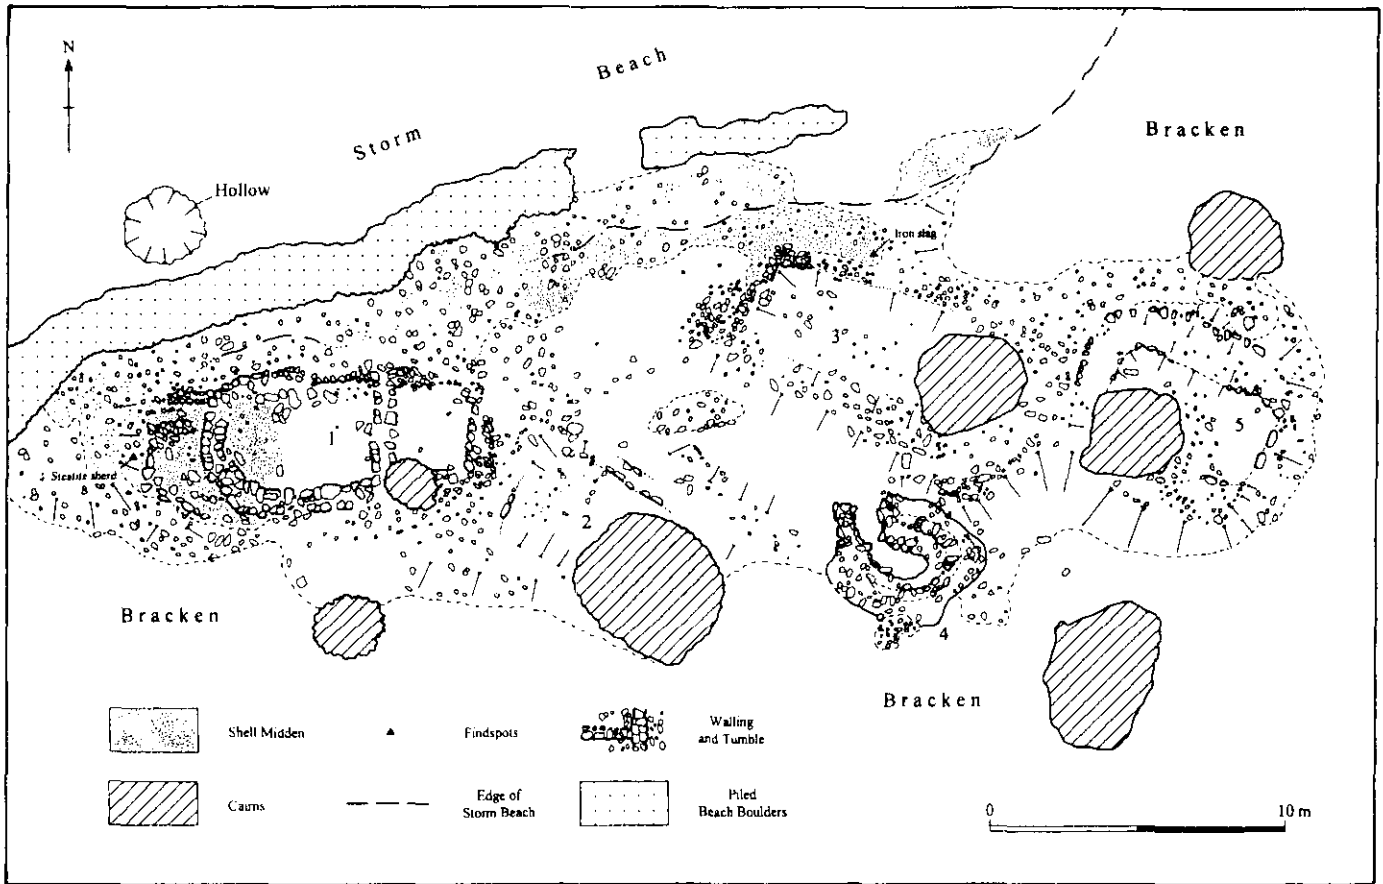 N
Beach
Storm
Bracken
Hollow
Iron slag
3
1
5
Steatite sherd
2
Bracken
4
Bracken
Shell Midden
Findspots
Walling
and Tumble
Cairns
Edge of
Storm Beach
Piled
Beach Boulders
0
10 m